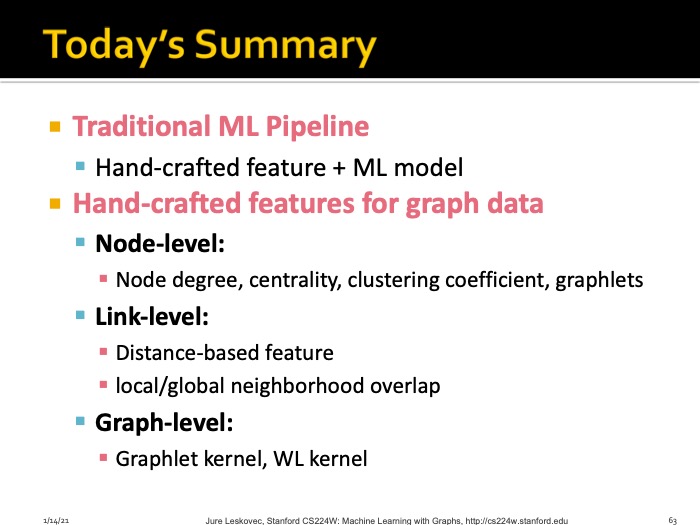 Today's Summary
Traditional ML Pipeline
Hand-crafted feature + ML model
Hand-crafted features for graph data
Node-level:
Node degree, centrality, clustering coefficient, graphlets
Link-level:
Distance-based feature
local/global neighborhood overlap
Graph-level:
Graphlet kernel, WL kernel
1/14/21
Jure Leskovec, Stanford CS224W: Machine Learning with Graphs, http://cs224w.stanford.edu
63